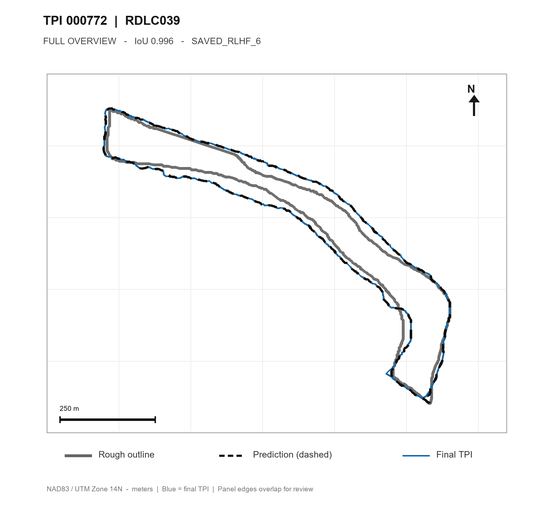 TPI 000772 | RDLC039
FULL OVERVIEW - IoU 0.996 - SAVED_RLHF_6
N
250 m
Rough outline Prediction (dashed) Final TPI
NAD83 / UTM Zone 14N - meters | Blue = final TPI | Panel edges overlap for review